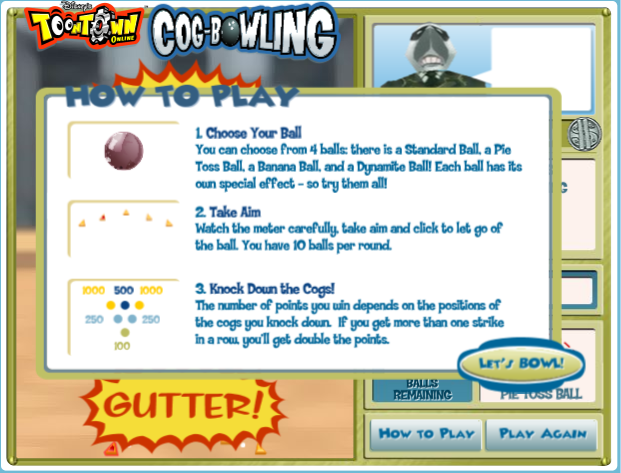 Disney's
TOONTOWN
ONLINE
COG-BOWLING
HOW TO PLAY
1. Choose Your Ball
You can choose from 4 balls: there is a Standard Ball, a Pie
Toss Ball, a Banana Ball, and a Dynamite Ball! Each ball has its
own special effect - so try them all!
2. Take Aim
Watch the meter carefully, take aim and click to let go of
the ball. You have 10 balls per round.
1000 500 1000
250 250
100
3. Knock Down the Cogs!
The number of points you win depends on the positions of
the cogs you knock down. If you get more than one strike
in a row, you'll get double the points.
LET'S BOWL!
GUTTER!
BALLS
REMAINING
PIE TOSS BALL
HOW TO PLAY
PLAY AGAIN